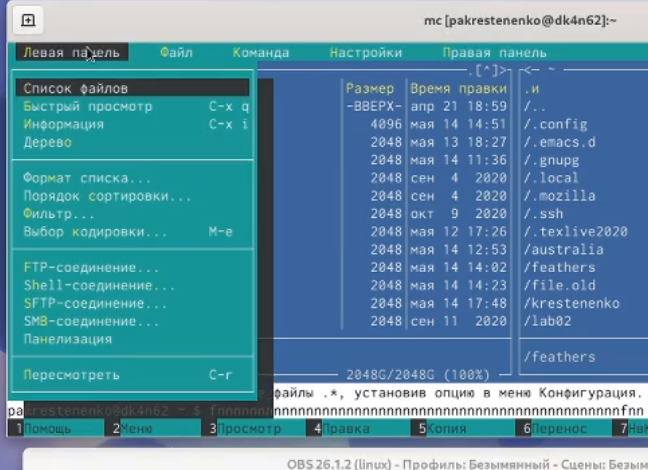 mc [pakrestenenko@dk4n62]:~
Левая панель Файл Команда Настройки Правая панель
.[^]> <- ~
Список файлов Размер Время правки .и
Быстрый просмотр C-x q -ВВЕРХ- апр 21 18:59 /..
Информация C-x i 4096 мая 14 14:51 /.config
Дерево 2048 мая 13 18:27 /.emacs.d
2048 мая 14 11:36 /.gnupg
Формат списка... 2048 сен 4 2020 /.local
Порядок сортировки... 2048 сен 4 2020 /.mozilla
Фильтр... 2048 окт 9 2020 /.ssh
Выбор кодировки... M-e 2048 мая 12 17:26 /.texlive2020
2048 мая 14 12:53 /australia
FTP-соединение... 2048 мая 14 14:02 /feathers
Shell-соединение... 2048 мая 14 14:23 /file.old
SFTP-соединение... 2048 мая 14 17:48 /krestenenko
SMB-соединение... 2048 сен 11 2020 /lab02
Панелизация
/feathers
Пересмотреть C-r 2048G/2048G (100%)
файлы .*, установив опцию в меню Конфигурация.
pakrestenenko@dk4n62 ~ $
1Помощь 2Меню 3Просмотр 4Правка 5Копия 6Перенос
OBS 26.1.2 (linux) - Профиль: Безымянный - Сцены: